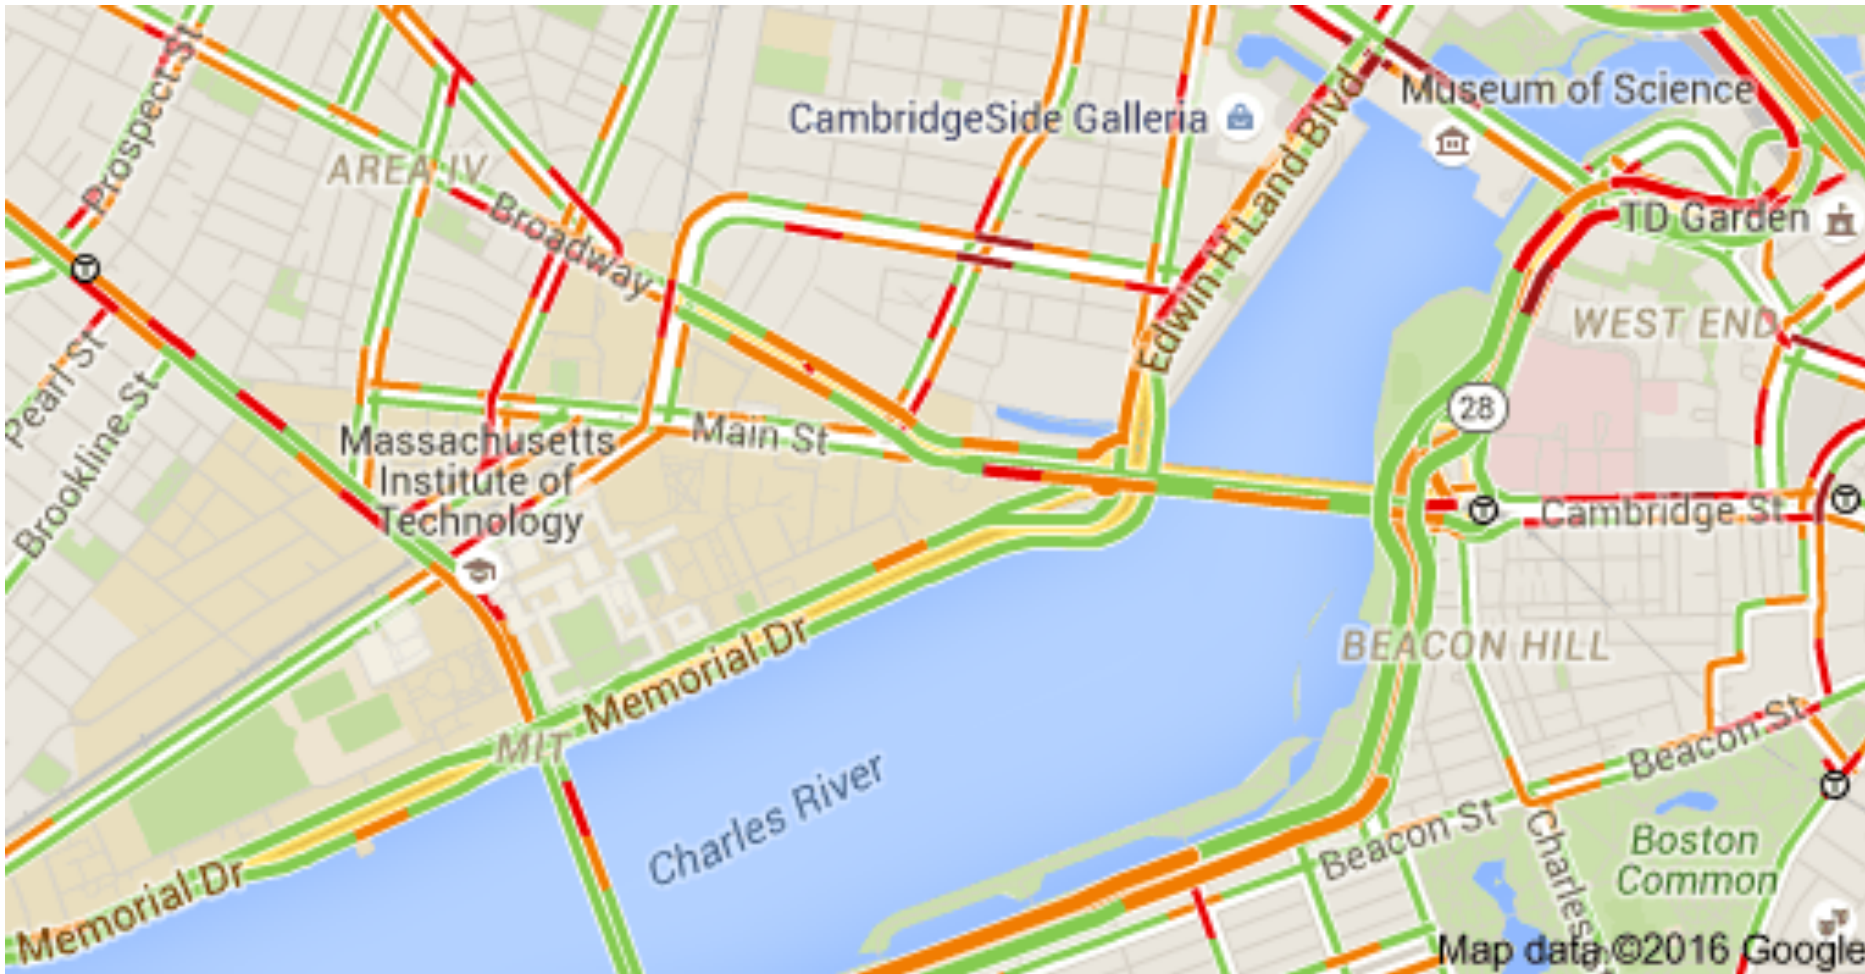 Prospect St
CambridgeSide Galleria
Edwin H Land Blvd
Museum of Science
AREA IV
Broadway
TD Garden
WEST END
Pearl St
Brookline St
Main St
28
Massachusetts
Institute of
Technology
Cambridge St
Memorial Dr
BEACON HILL
MIT
Beacon St
Charles River
Beacon St
Charles
Boston
Common
Memorial Dr
Map data ©2016 Google